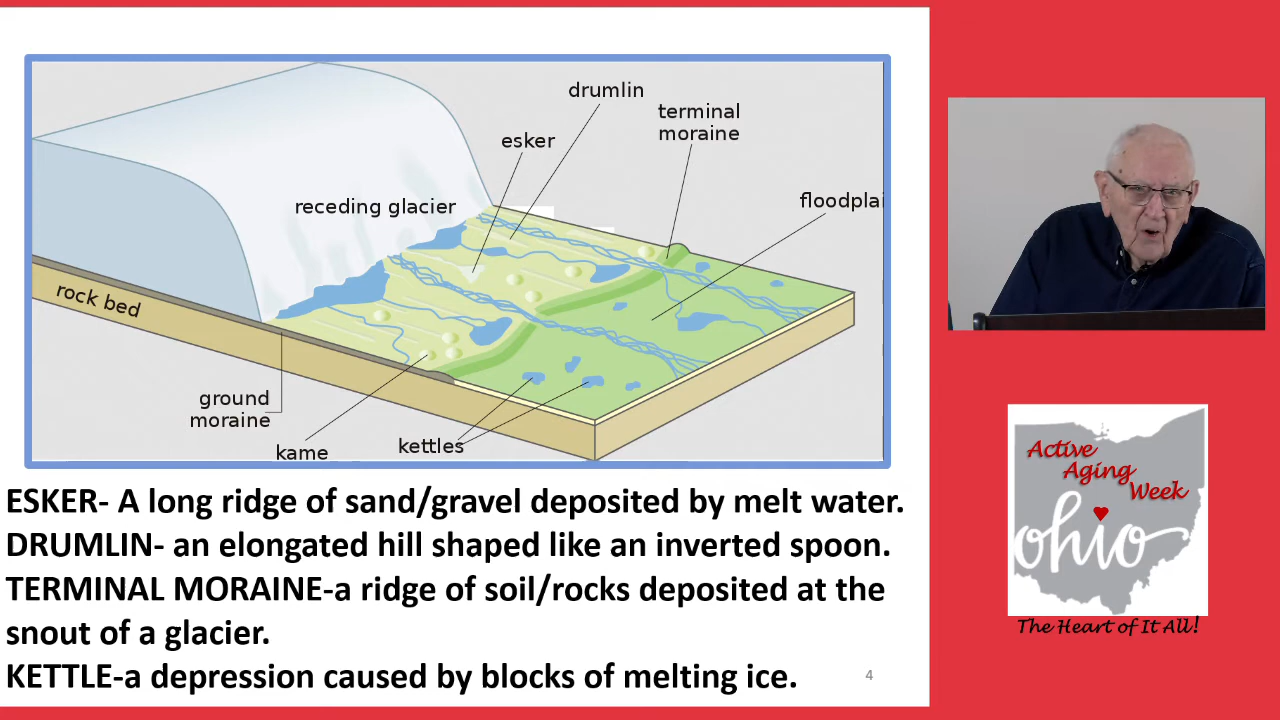 drumlin
terminal
moraine
esker
floodplai
receding glacier
rock bed
ground
moraine
kame
kettles
ESKER- A long ridge of sand/gravel deposited by melt water.
DRUMLIN- an elongated hill shaped like an inverted spoon.
TERMINAL MORAINE-a ridge of soil/rocks deposited at the
snout of a glacier.
KETTLE-a depression caused by blocks of melting ice.
4
Active
Aging
Week
ohio
The Heart of It All!